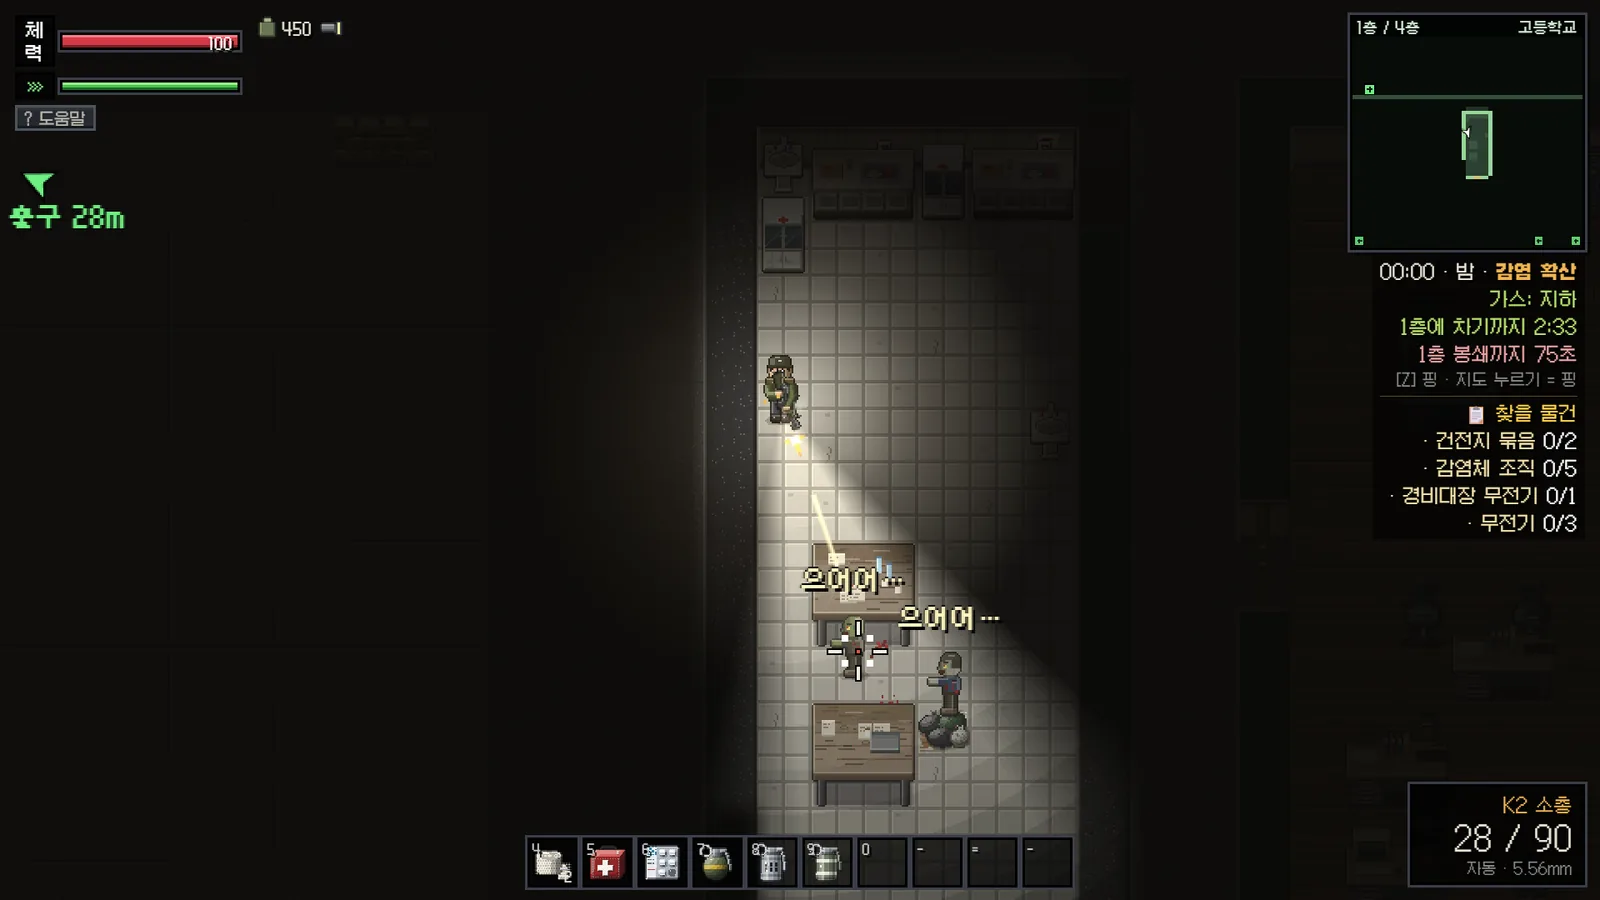 체력
100
450
? 도움말
출구 28m
1층 / 4층
고등학교
00:00 · 밤 · 감염 확산
가스: 지하
1층에 차기까지 2:33
1층 봉쇄까지 75초
[Z] 핑 · 지도 누르기 = 핑
찾을 물건
· 건전지 묶음 0/2
· 감염체 조직 0/5
· 경비대장 무전기 0/1
· 무전기 0/3
으어어…
으어어…
4
5
6
7
8
9
0
-
=
-
K2 소총
28 / 90
자동 · 5.56mm